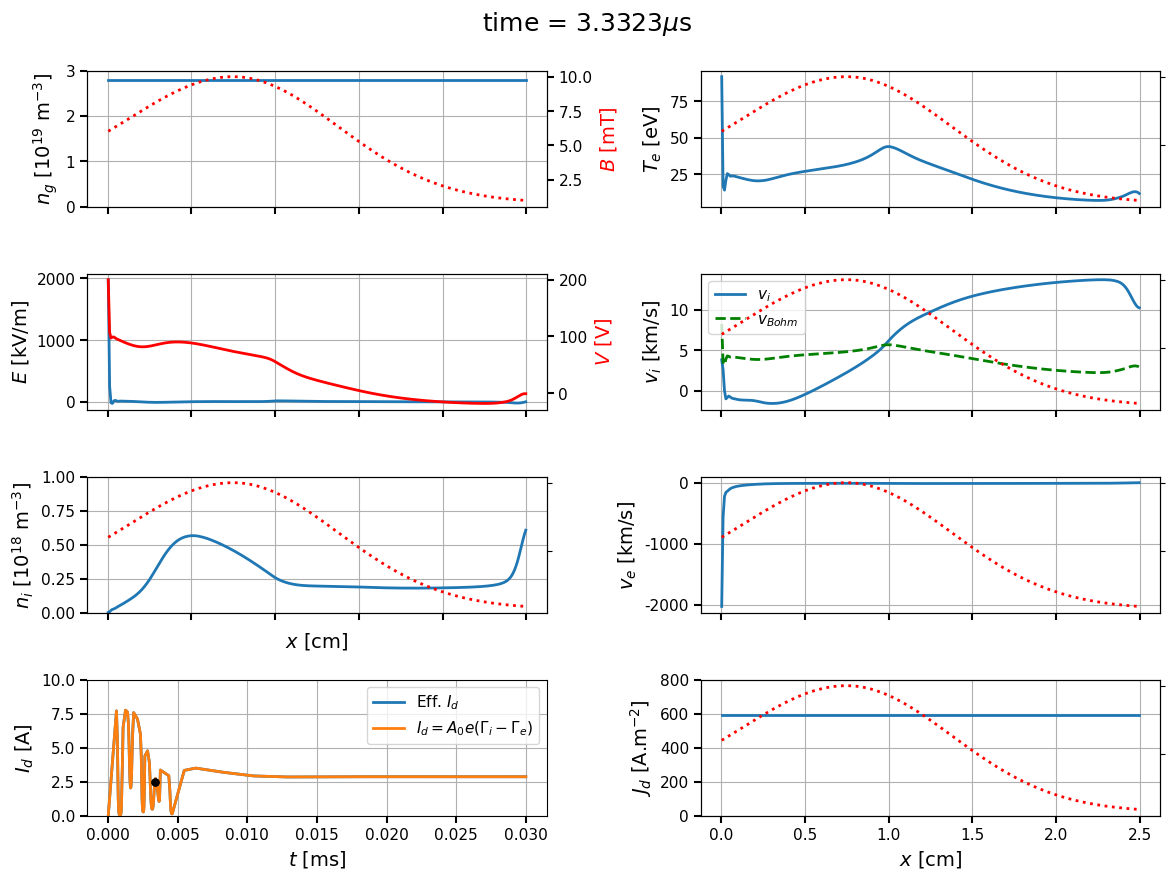 time = 3.3323μs
n_g [10^19 m^−3]
3
2
1
0
10.0
7.5
5.0
2.5
B [mT]
T_e [eV]
75
50
25
E [kV/m]
2000
1000
0
200
100
0
V [V]
v_i [km/s]
10
5
0
v_i
v_Bohm
n_i [10^18 m^−3]
1.00
0.75
0.50
0.25
0.00
x [cm]
v_e [km/s]
0
-1000
-2000
I_d [A]
10.0
7.5
5.0
2.5
0.0
Eff. I_d
I_d = A_0e(Γ_i − Γ_e)
0.000 0.005 0.010 0.015 0.020 0.025 0.030
t [ms]
J_d [A.m^−2]
800
600
400
200
0
0.0 0.5 1.0 1.5 2.0 2.5
x [cm]